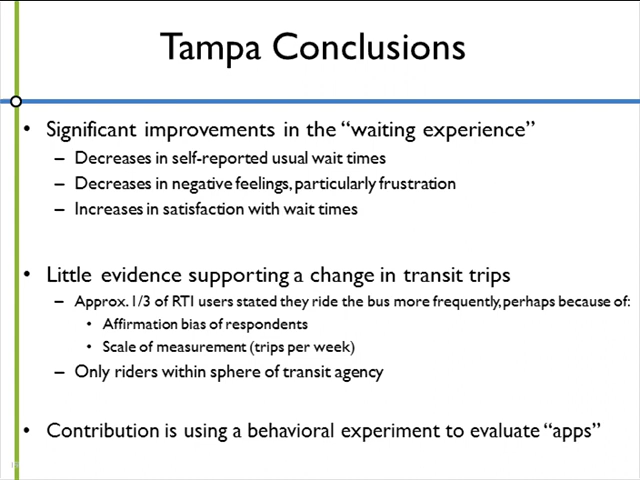 Tampa Conclusions
• Significant improvements in the “waiting experience”
– Decreases in self-reported usual wait times
– Decreases in negative feelings, particularly frustration
– Increases in satisfaction with wait times
• Little evidence supporting a change in transit trips
– Approx. 1/3 of RTI users stated they ride the bus more frequently, perhaps because of:
• Affirmation bias of respondents
• Scale of measurement (trips per week)
– Only riders within sphere of transit agency
• Contribution is using a behavioral experiment to evaluate “apps”